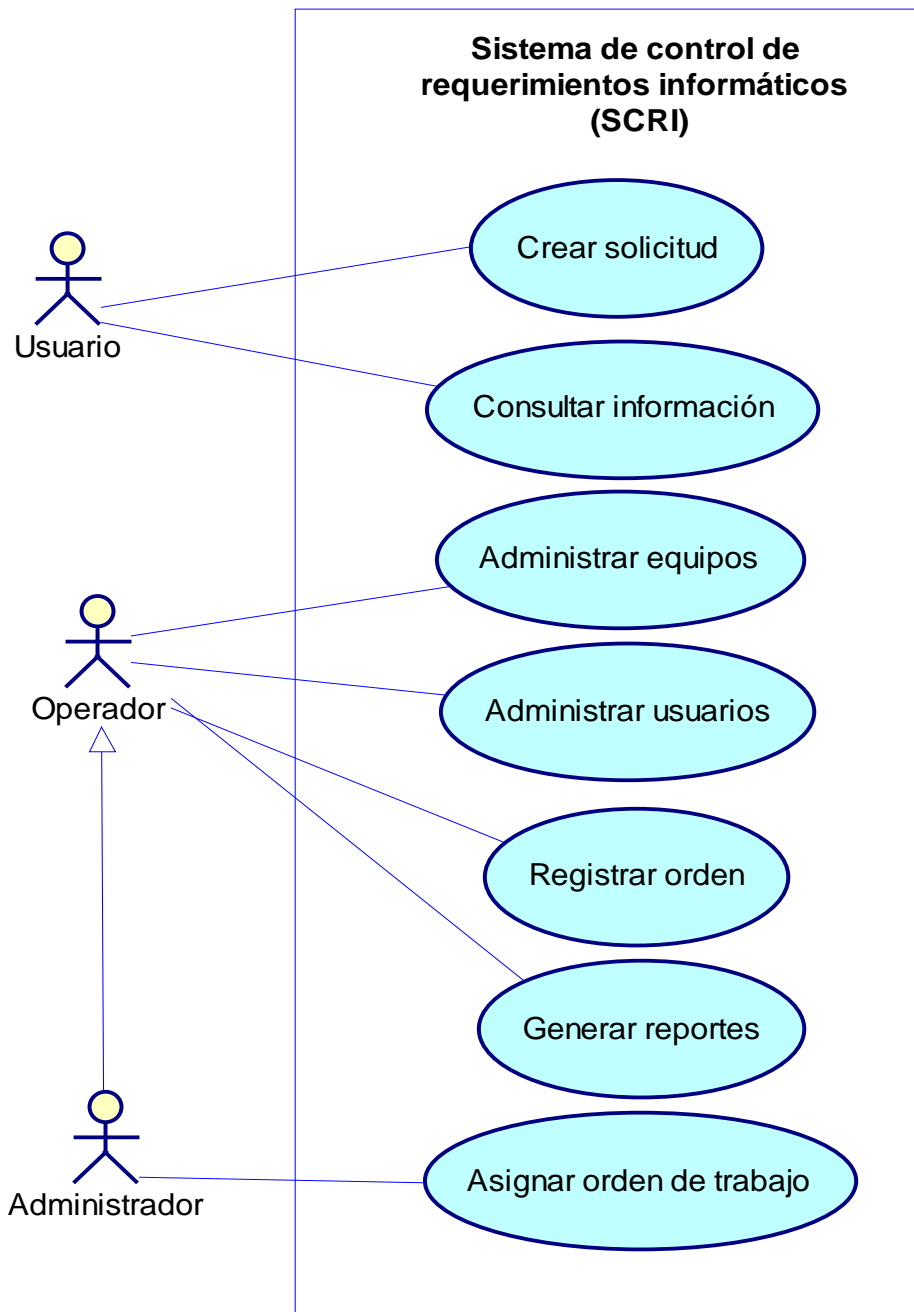 Sistema de control de
requerimientos informáticos
(SCRI)
Crear solicitud
Usuario
Consultar información
Administrar equipos
Operador
Administrar usuarios
Registrar orden
Generar reportes
Asignar orden de trabajo
Administrador